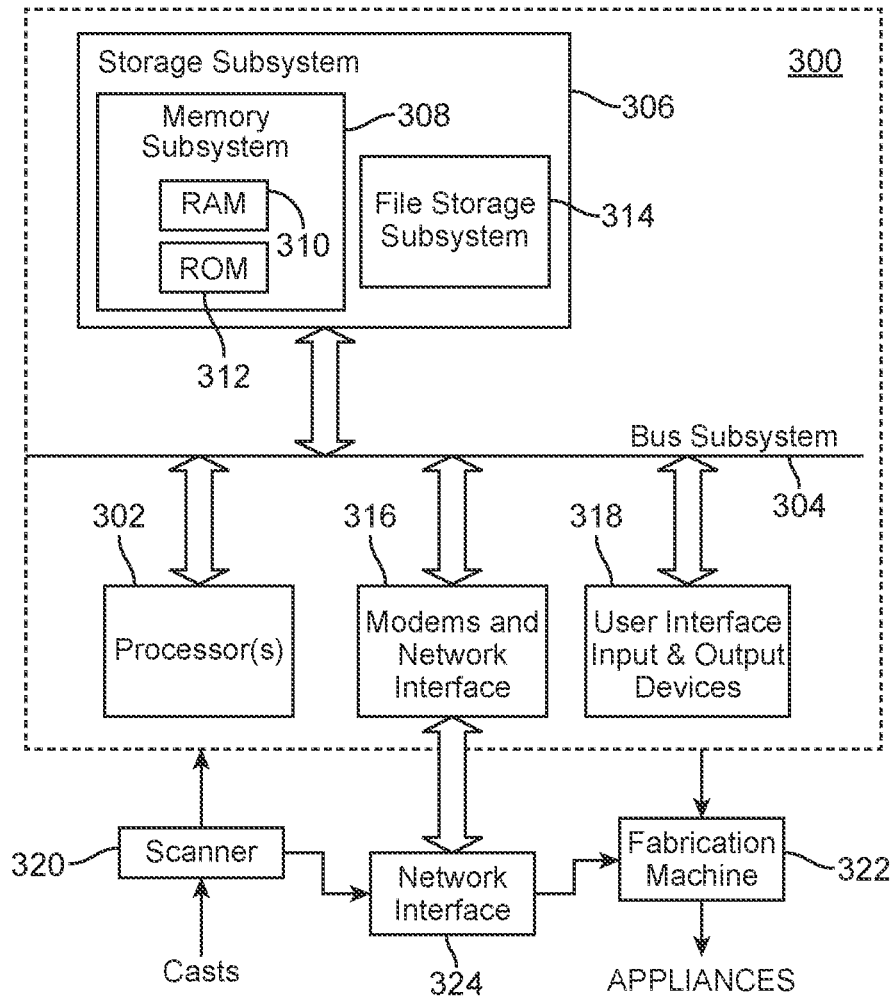 Storage Subsystem
300
306
Memory
Subsystem
308
RAM
310
ROM
312
File Storage
Subsystem
314
Bus Subsystem
304
302
316
318
Processor(s)
Modems and
Network
Interface
User Interface
Input & Output
Devices
320
Scanner
Network
Interface
324
Fabrication
Machine
322
Casts
APPLIANCES